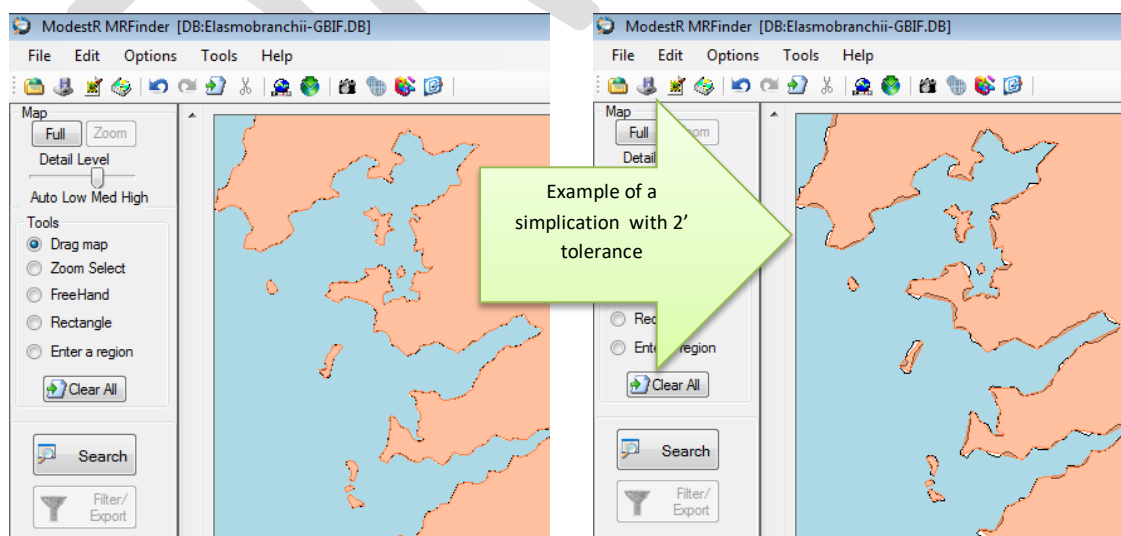 ModestR MRFinder [DB:Elasmobranchii-GBIF.DB]
File Edit Options Tools Help
Map
Full Zoom
Detail Level
Auto Low Med High
Tools
Drag map
Zoom Select
FreeHand
Rectangle
Enter a region
Clear All
Search
Filter/
Export
Example of a
simplication with 2’
tolerance
ModestR MRFinder [DB:Elasmobranchii-GBIF.DB]
File Edit Options Tools Help
Map
Full
Detail
Enter region
Clear All
Search
Filter/
Export